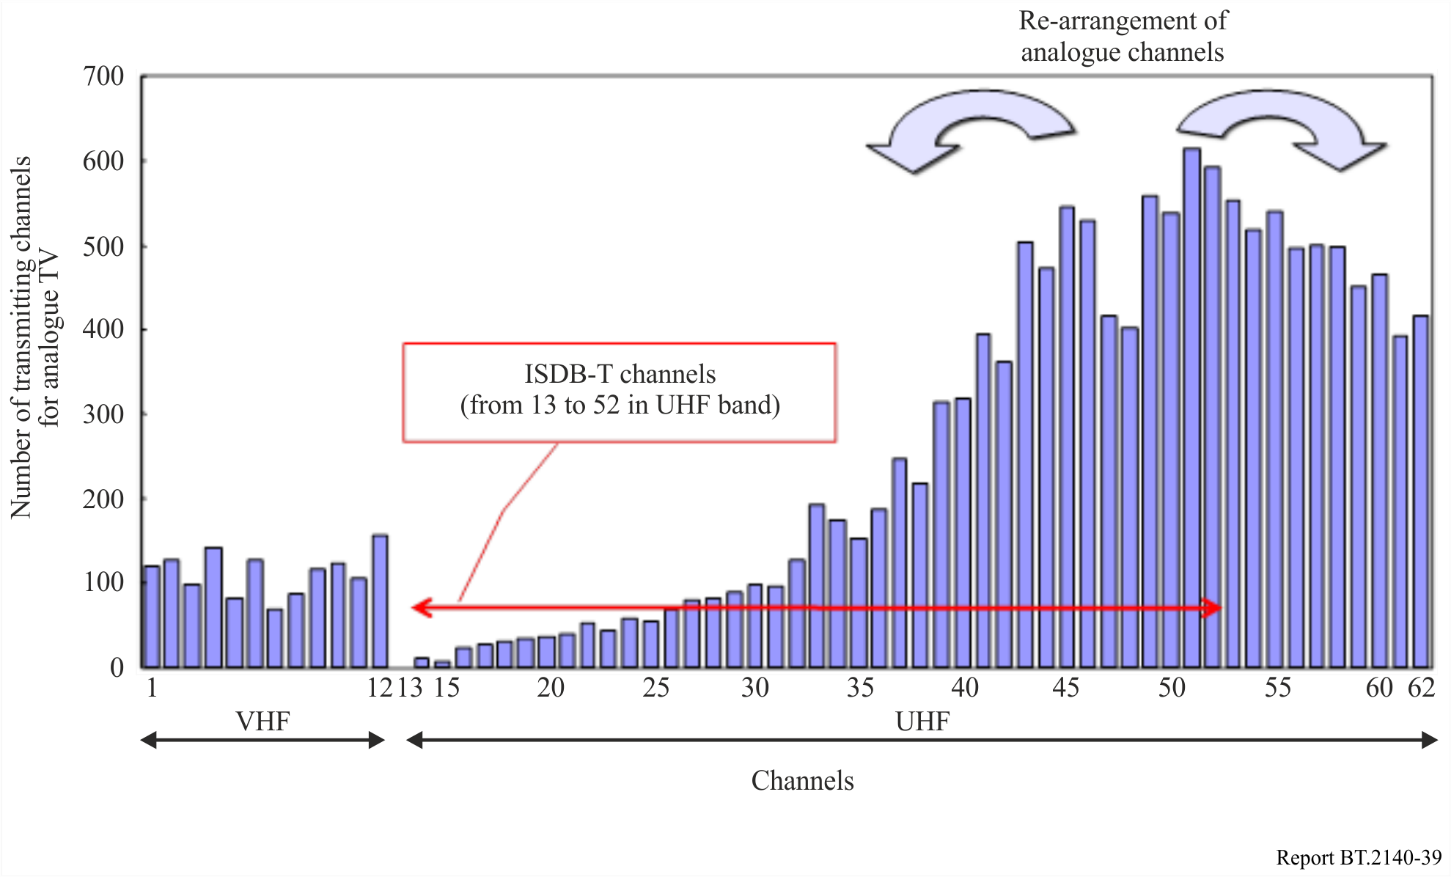 Re-arrangement of
analogue channels
Number of transmitting channels
for analogue TV
700
600
500
400
300
200
100
0
ISDB-T channels
(from 13 to 52 in UHF band)
1 12 13 15 20 25 30 35 40 45 50 55 60 62
VHF UHF
Channels
Report BT.2140-39